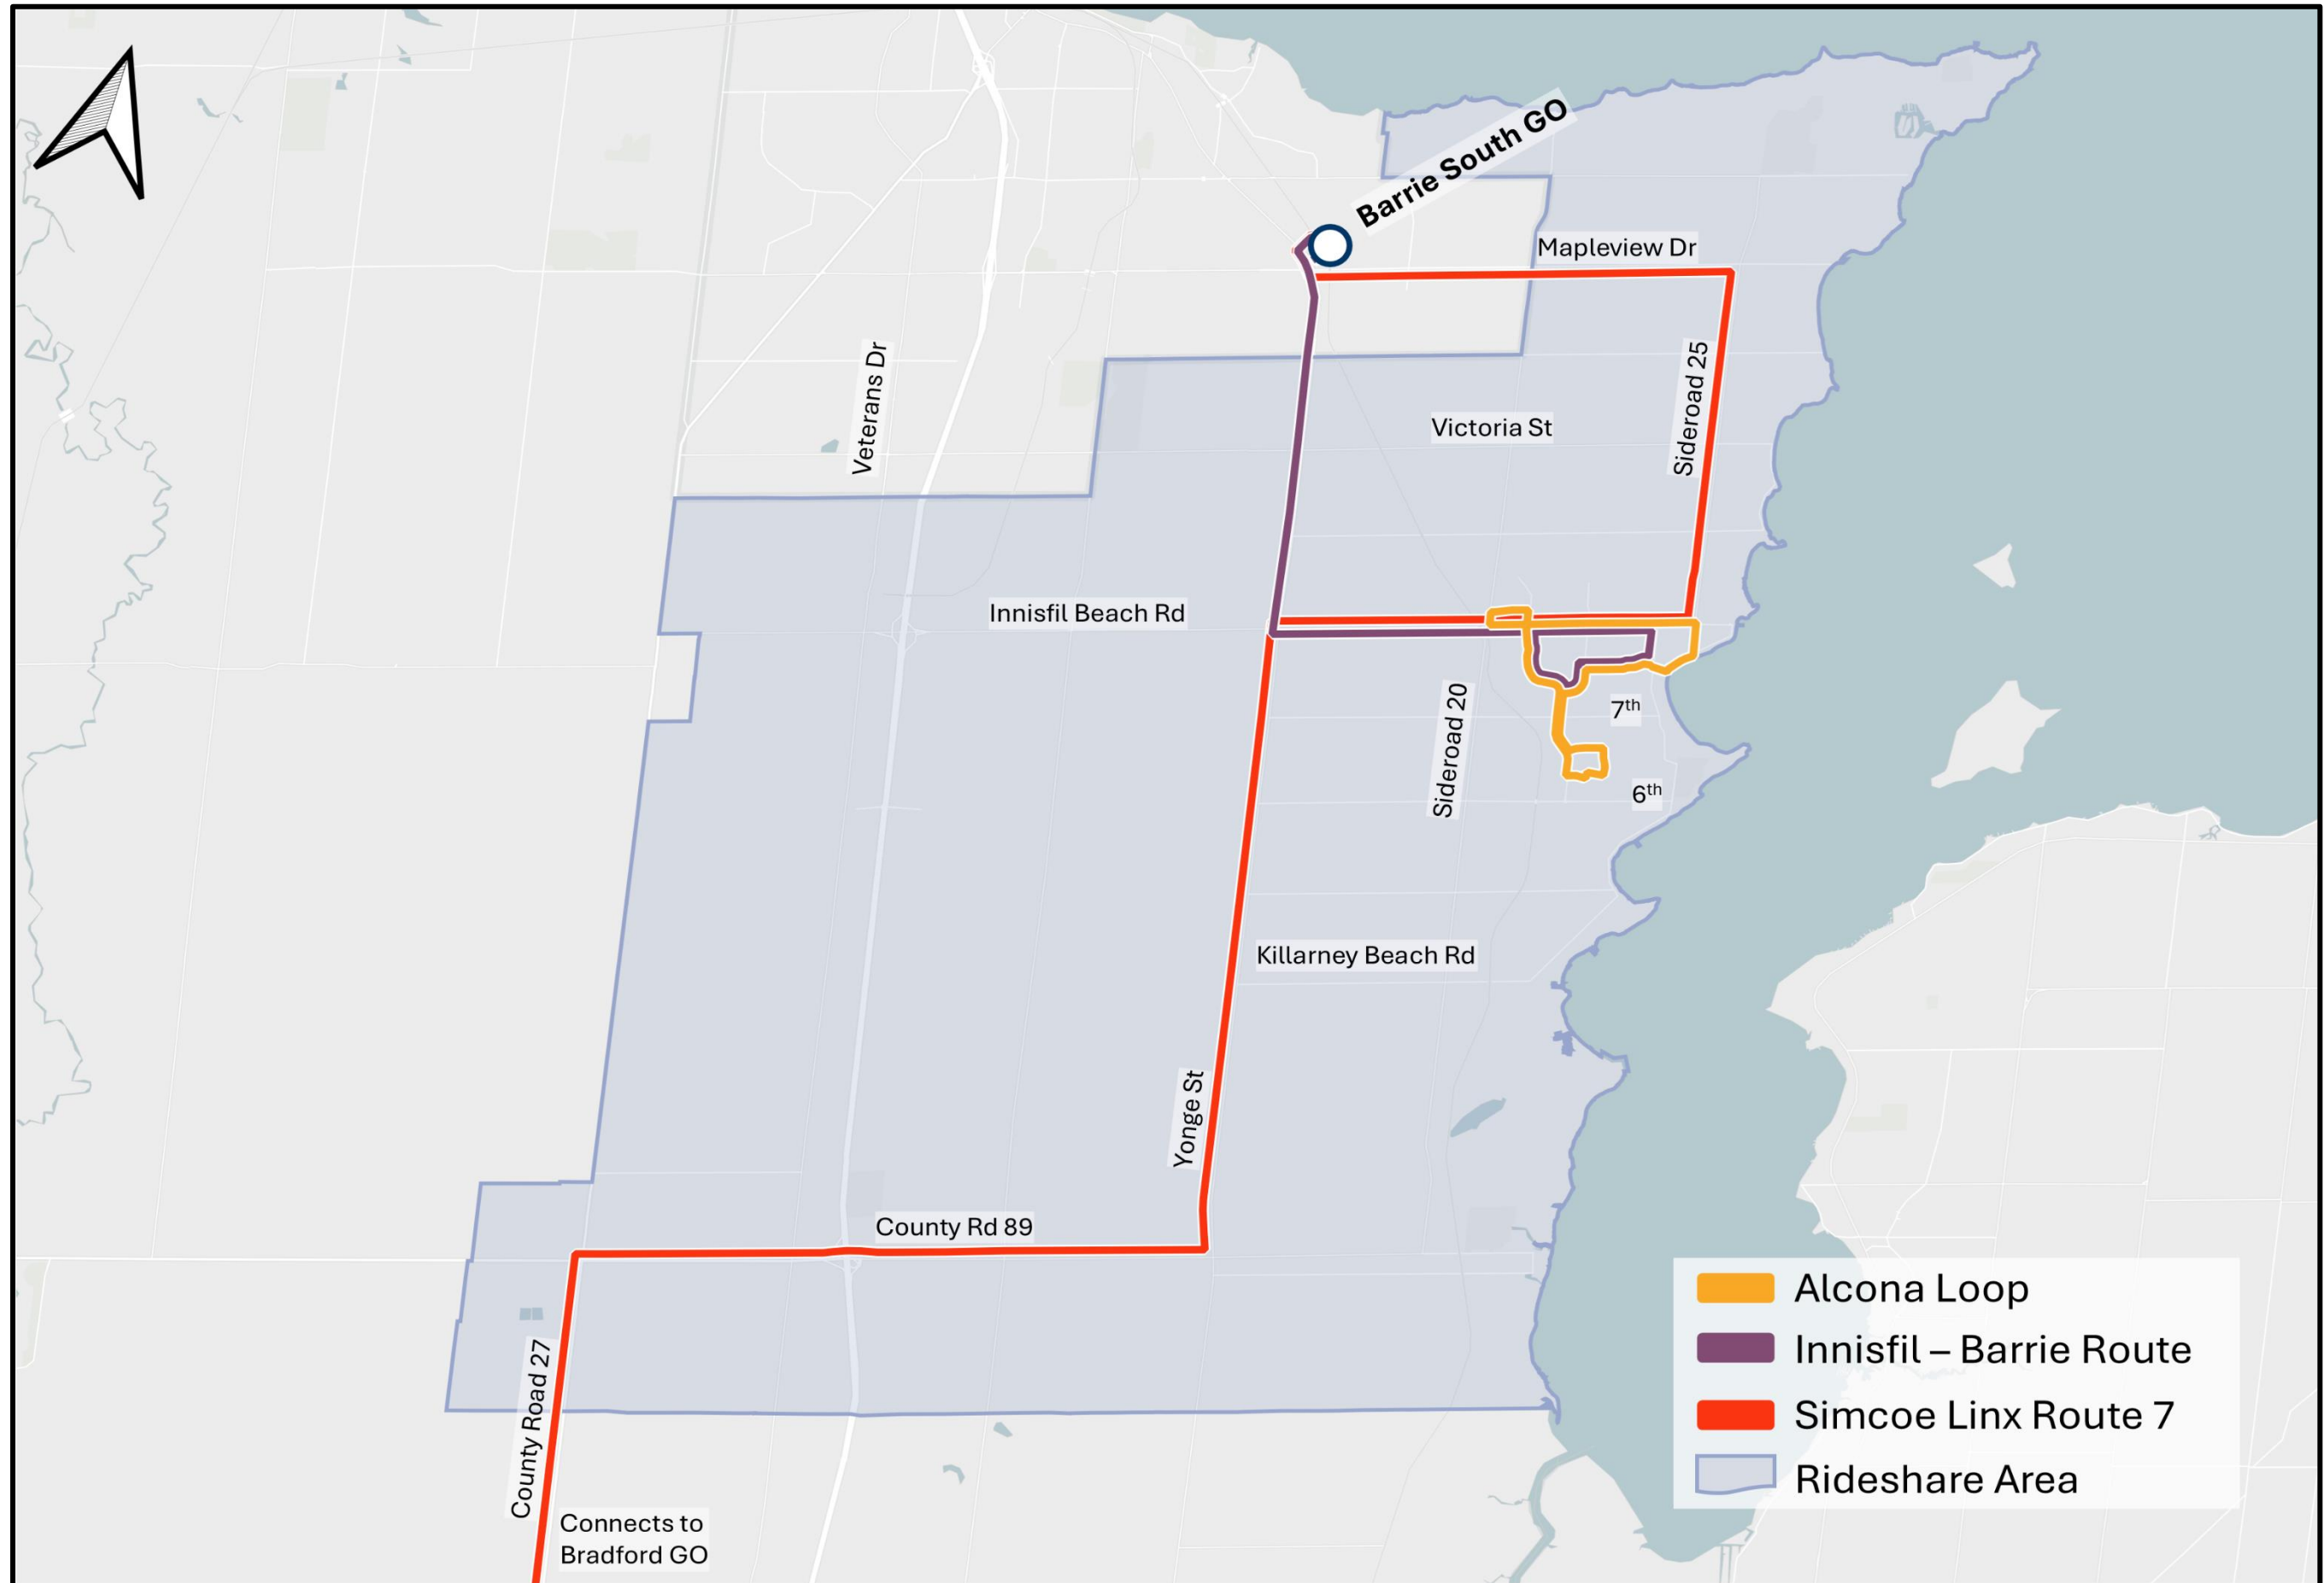 Barrie South GO
Mapleview Dr
Veterans Dr
Sideroad 25
Victoria St
Innisfil Beach Rd
Sideroad 20
7th
6th
Killarney Beach Rd
Yonge St
County Rd 89
County Road 27
Connects to
Bradford GO
Alcona Loop
Innisfil – Barrie Route
Simcoe Linx Route 7
Rideshare Area